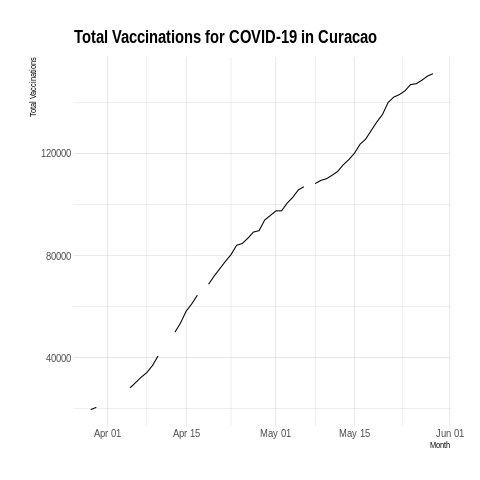 Total Vaccinations for COVID-19 in Curacao
Total Vaccinations
120000
80000
40000
Apr 01 Apr 15 May 01 May 15 Jun 01
Month